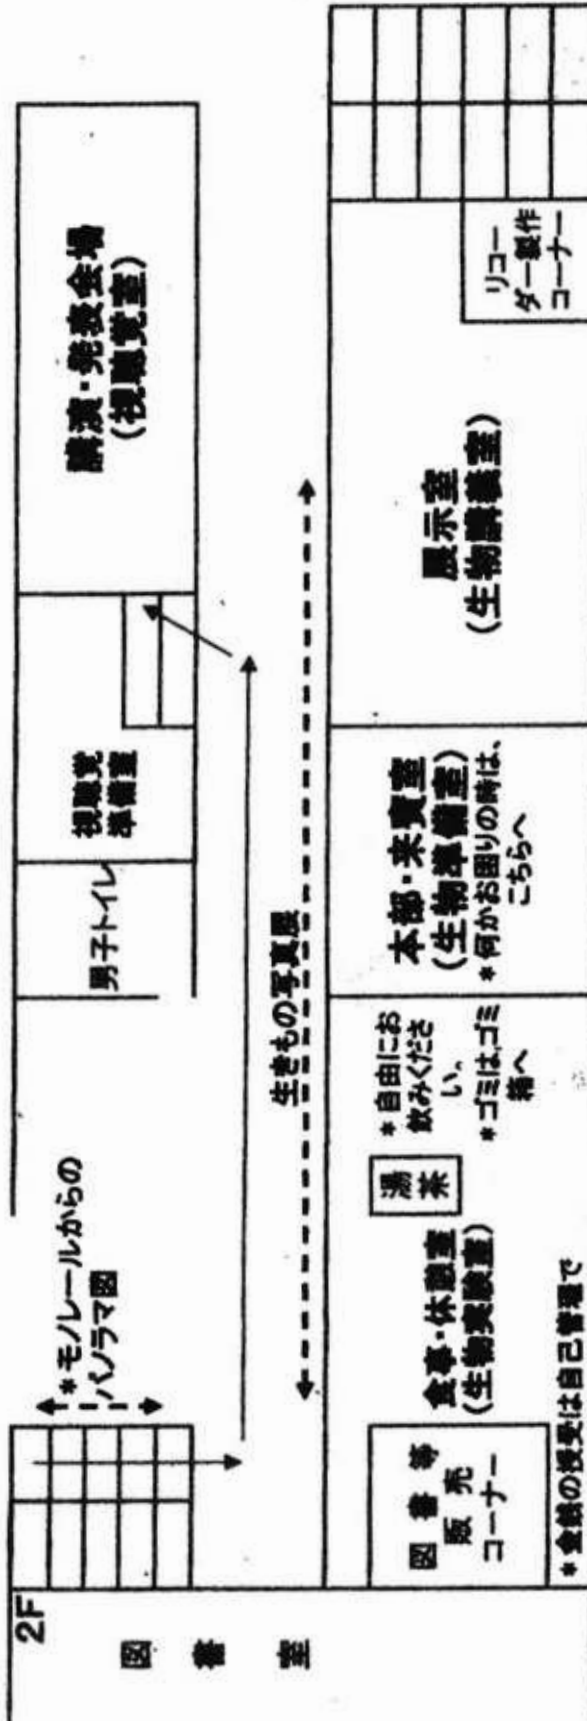 2F
図書室
＊モノレールからの
パノラマ図
男子トイレ
視聴覚
準備室
講演・発表会場
（視聴覚室）
生きもの写真展
図書等
販売
コーナー
食事・休憩室
（生物実験室）
湯茶
＊自由にお
飲みくださ
い。
＊ゴミは、ゴミ
箱へ
＊金銭の授受は自己管理で
本部・来賓室
（生物準備室）
＊何かお困りの時は、
こちらへ
展示室
（生物講義室）
リコー
ダー製作
コーナー